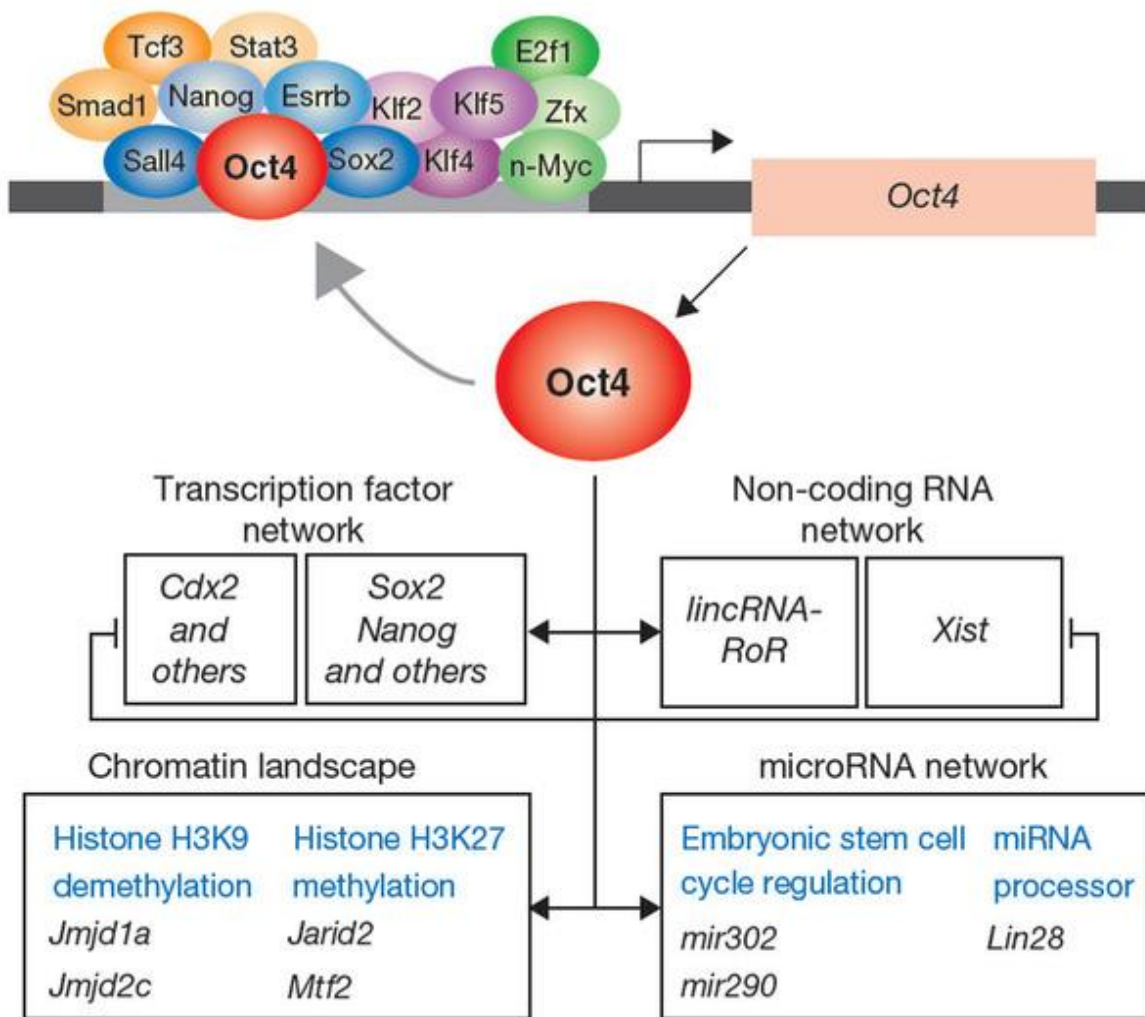 Tcf3
Stat3
E2f1
Smad1
Nanog
Esrrb
Klf2
Klf5
Zfx
Sall4
Oct4
Sox2
Klf4
n-Myc
Oct4
Oct4
Transcription factor
network
Cdx2
and
others
Sox2
Nanog
and others
Non-coding RNA
network
lincRNA-
RoR
Xist
Chromatin landscape
Histone H3K9
demethylation
Jmjd1a
Jmjd2c
Histone H3K27
methylation
Jarid2
Mtf2
microRNA network
Embryonic stem cell
cycle regulation
mir302
mir290
miRNA
processor
Lin28